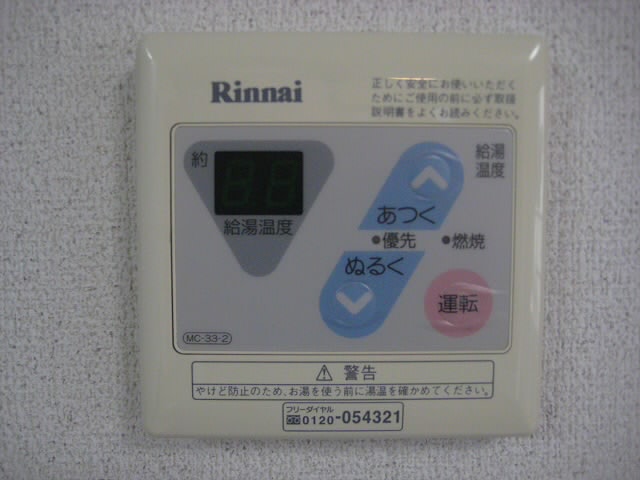 Rinnai
正しく安全にお使いいただく
ためにご使用の前に必ず取扱
説明書をよくお読みください。
約
給湯温度
給湯
温度
あつく
●優先 ●燃焼
ぬるく
運転
MC-33-2
⚠ 警告
やけど防止のため、お湯を使う前に湯温を確かめてください。
フリーダイヤル
0120-054321